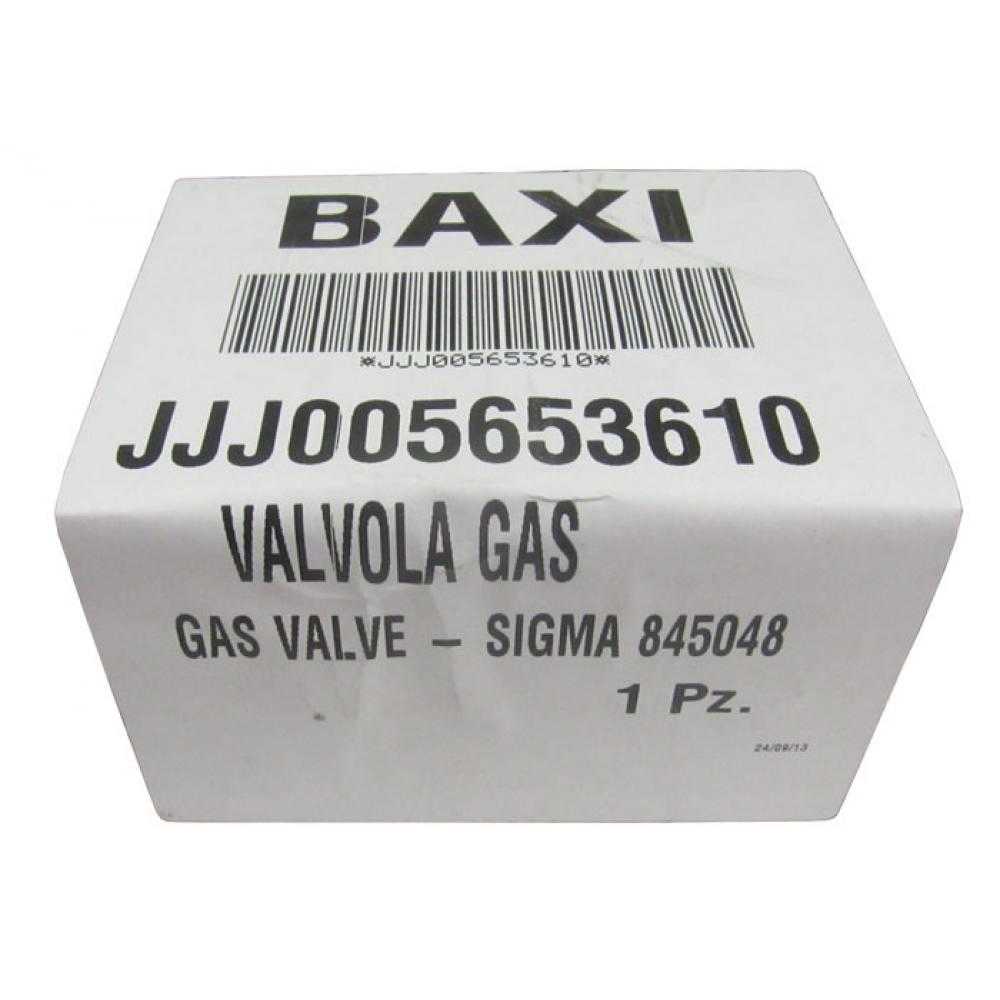 BAXI
*JJJ005653610*
JJJ005653610
VALVOLA GAS
GAS VALVE - SIGMA 845048
1 Pz.
24/09/13